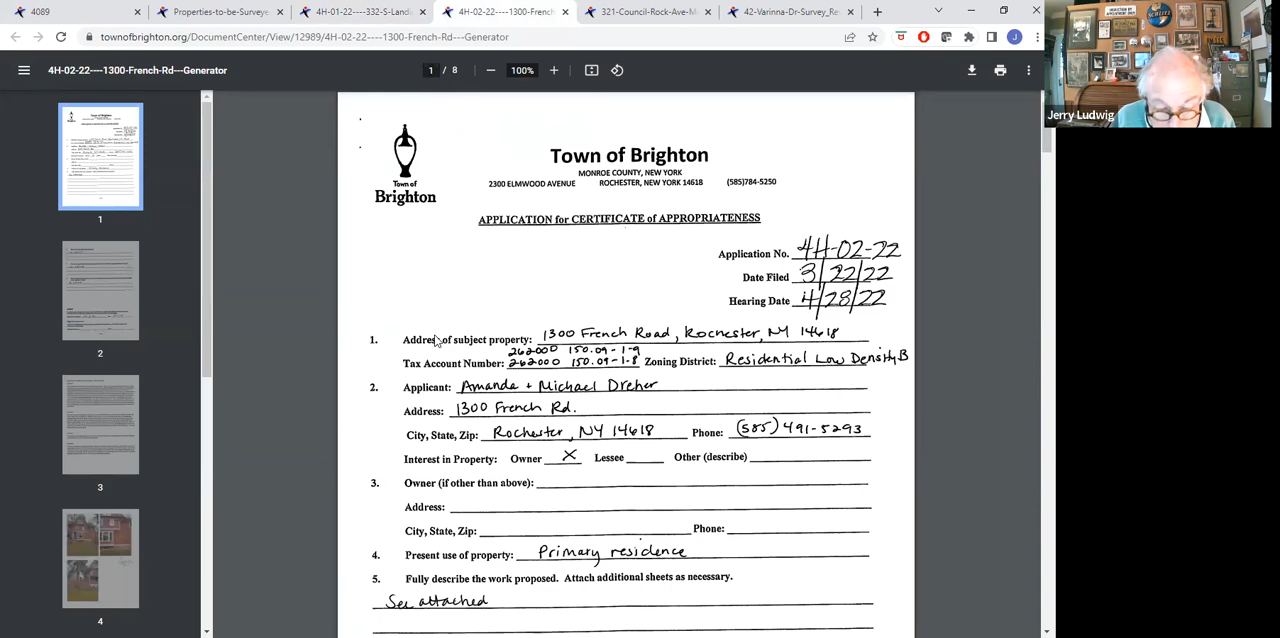 4089
Properties-to-be-Surveye
4H-01-22----332-S-Landi
4H-02-22----1300-French
321-Council-Rock-Ave-M
42-Varinna-Dr-Survey_Re
townofbrighton.org/DocumentCenter/View/12989/4H-02-22----1300-French-Rd---Generator
J
4H-02-22----1300-French-Rd---Generator
1 / 8
100%
Jerry Ludwig
SCHLITZ
1
2
3
4
Town of Brighton
Town of Brighton
MONROE COUNTY, NEW YORK
2300 ELMWOOD AVENUE ROCHESTER, NEW YORK 14618 (585)784-5250
APPLICATION for CERTIFICATE of APPROPRIATENESS
Application No. 4H-02-22
Date Filed 3/22/22
Hearing Date 4/28/22
1. Address of subject property: 1300 French Road, Rochester, NY 14618
262000 150.09-1-9
Tax Account Number: 262000 150.09-1-8 Zoning District: Residential Low Density B
2. Applicant: Amanda + Michael Dreher
Address: 1300 French Rd.
City, State, Zip: Rochester, NY 14618 Phone: (585) 491-5293
Interest in Property: Owner X Lessee Other (describe)
3. Owner (if other than above):
Address:
City, State, Zip: Phone:
4. Present use of property: Primary residence
5. Fully describe the work proposed. Attach additional sheets as necessary.
See attached